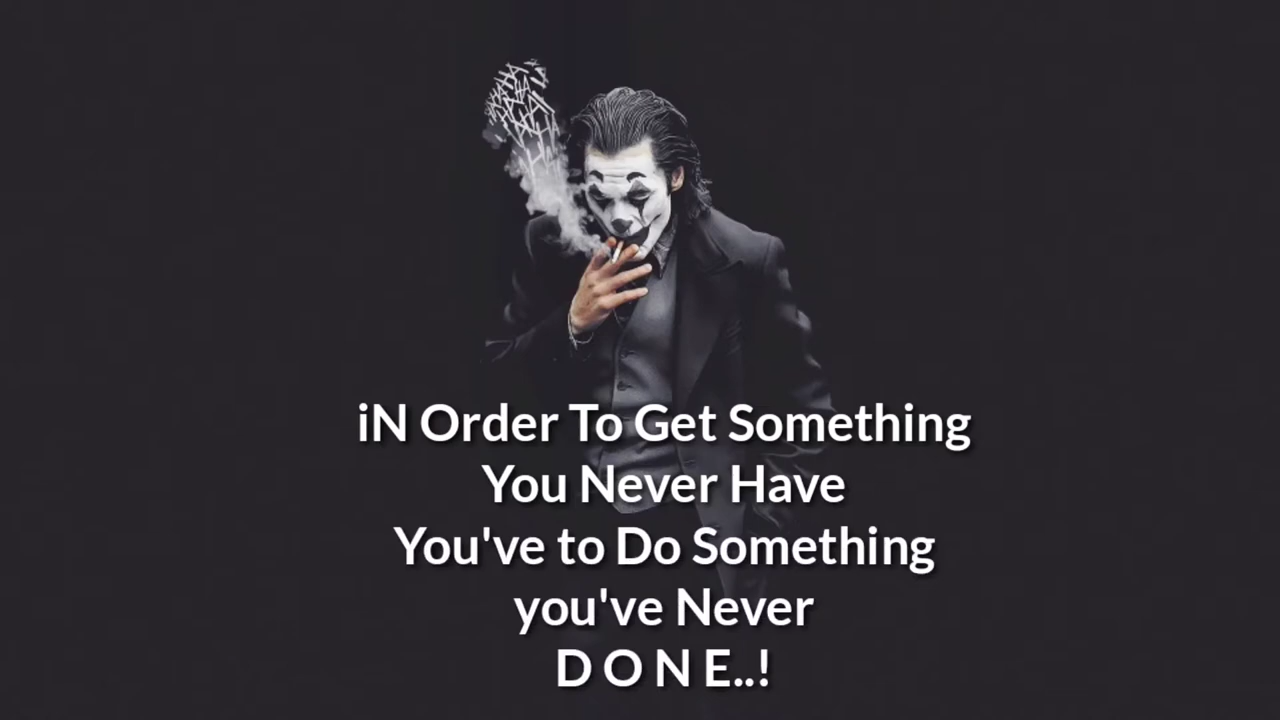 iN Order To Get Something
You Never Have
You've to Do Something
you've Never
D O N E..!